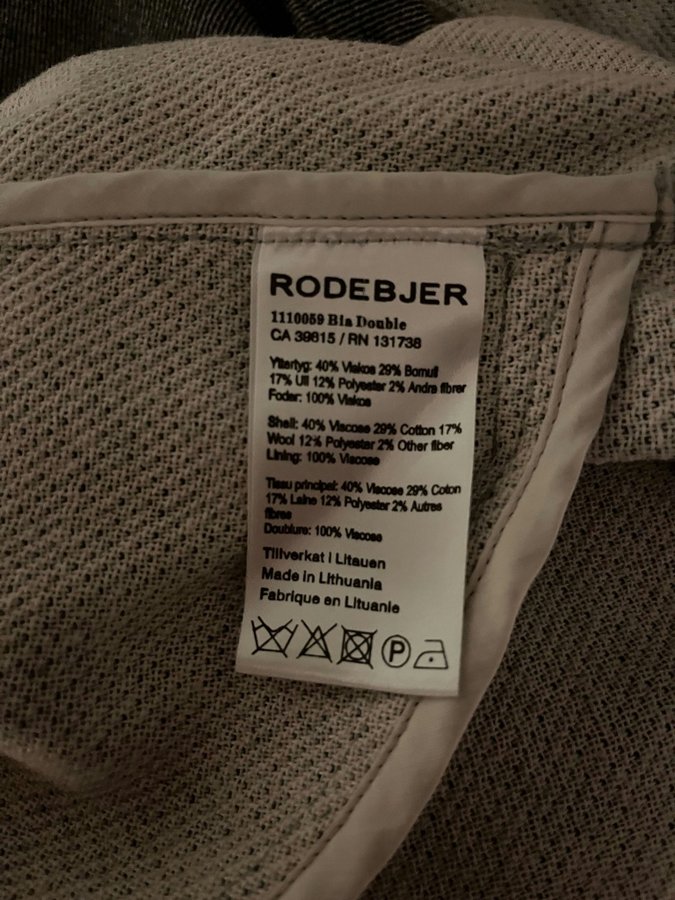 RODEBJER
1110059 Bia Double
CA 39815 / RN 131738
Yttertyg: 40% Viskos 29% Bomull
17% Ull 12% Polyester 2% Andra fibrer
Foder: 100% Viskos
Shell: 40% Viscose 29% Cotton 17%
Wool 12% Polyester 2% Other fiber
Lining: 100% Viscose
Tissu principal: 40% Viscose 29% Coton
17% Laine 12% Polyester 2% Autres
fibres
Doublure: 100% Viscose
Tillverkat i Litauen
Made in Lithuania
Fabrique en Lituanie
P